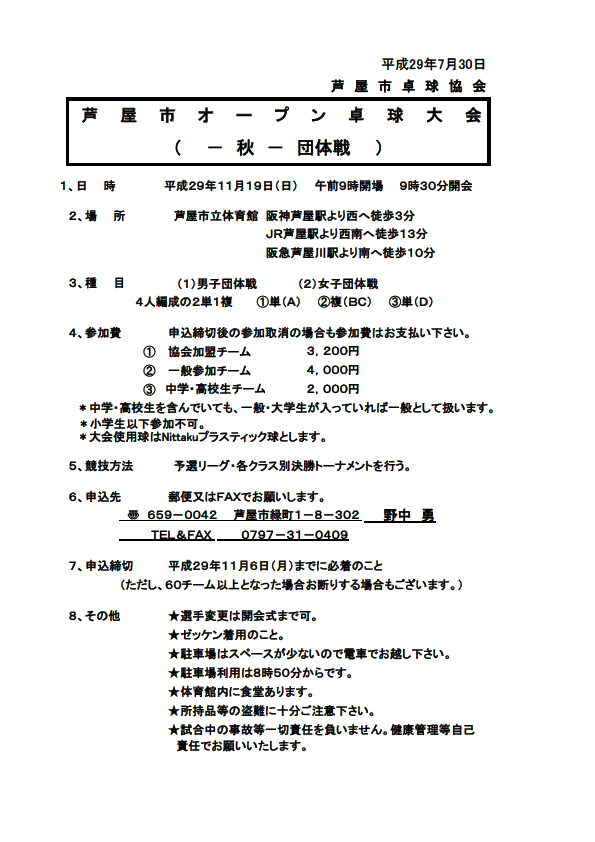 平成29年7月30日
芦屋市卓球協会
芦屋市オープン卓球大会
（ － 秋 － 団体戦 ）
１、日 時 平成29年11月19日（日） 午前９時開場 ９時３０分開会
２、場 所 芦屋市立体育館 阪神芦屋駅より西へ徒歩３分
ＪＲ芦屋駅より西南へ徒歩１３分
阪急芦屋川駅より南へ徒歩１０分
３、種 目 （１）男子団体戦 （２）女子団体戦
４人編成の２単１複 ①単（Ａ） ②複（ＢＣ） ③単（Ｄ）
４、参加費 申込締切後の参加取消の場合も参加費はお支払い下さい。
① 協会加盟チーム ３，２００円
② 一般参加チーム ４，０００円
③ 中学・高校生チーム ２，０００円
＊中学・高校生を含んでいても、一般・大学生が入っていれば一般として扱います。
＊小学生以下参加不可。
＊大会使用球はNittakuプラスティック球とします。
５、競技方法 予選リーグ・各クラス別決勝トーナメントを行う。
６、申込先 郵便又はFAXでお願いします。
〠 ６５９－００４２ 芦屋市緑町１－８－３０２ 野中 勇
ＴＥＬ＆ＦＡＸ ０７９７－３１－０４０９
７、申込締切 平成２９年１１月６日（月）までに必着のこと
（ただし、６０チーム以上となった場合お断りする場合もございます。）
８、その他 ★選手変更は開会式まで可。
★ゼッケン着用のこと。
★駐車場はスペースが少ないので電車でお越し下さい。
★駐車場利用は８時５０分からです。
★体育館内に食堂あります。
★所持品等の盗難に十分ご注意下さい。
★試合中の事故等一切責任を負いません。健康管理等自己
責任でお願いいたします。